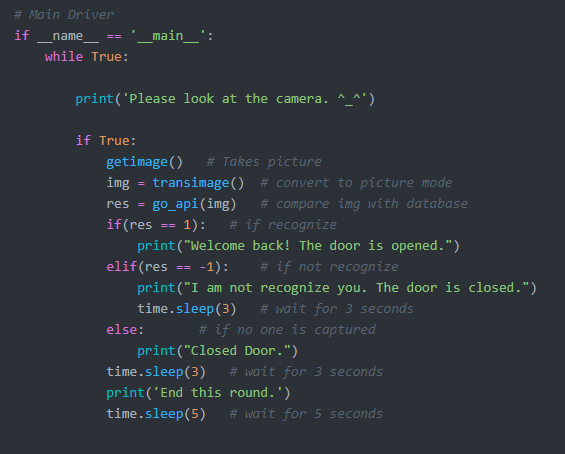 # Main Driver
if __name__ == '__main__':
    while True:

        print('Please look at the camera. ^_^')

        if True:
            getimage()   # Takes picture
            img = transimage()  # convert to picture mode
            res = go_api(img)   # compare img with database
            if(res == 1):   # if recognize
                print("Welcome back! The door is opened.")
            elif(res == -1):    # if not recognize
                print("I am not recognize you. The door is closed.")
                time.sleep(3)   # wait for 3 seconds
            else:       # if no one is captured
                print("Closed Door.")
            time.sleep(3)   # wait for 3 seconds
            print('End this round.')
            time.sleep(5)   # wait for 5 seconds